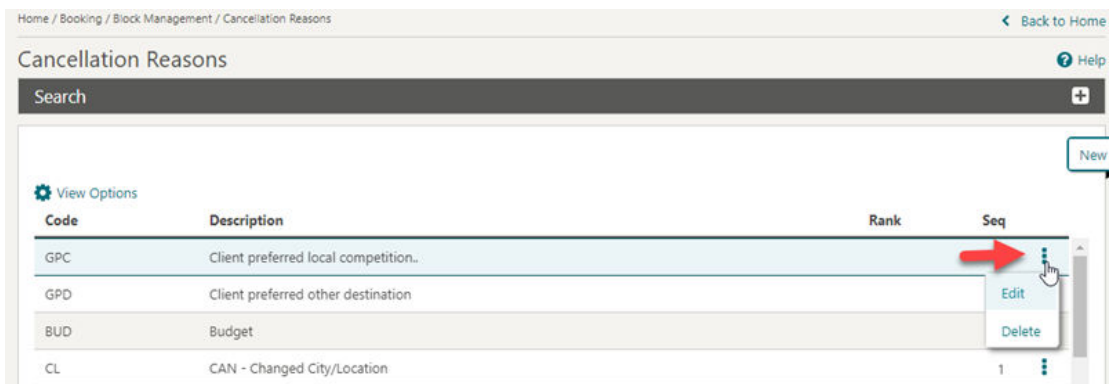 Home / Booking / Block Management / Cancellation Reasons
Back to Home
Cancellation Reasons
Help
Search
New
View Options
Code Description Rank Seq
GPC Client preferred local competition..
GPD Client preferred other destination
Edit
BUD Budget
Delete
CL CAN - Changed City/Location 1